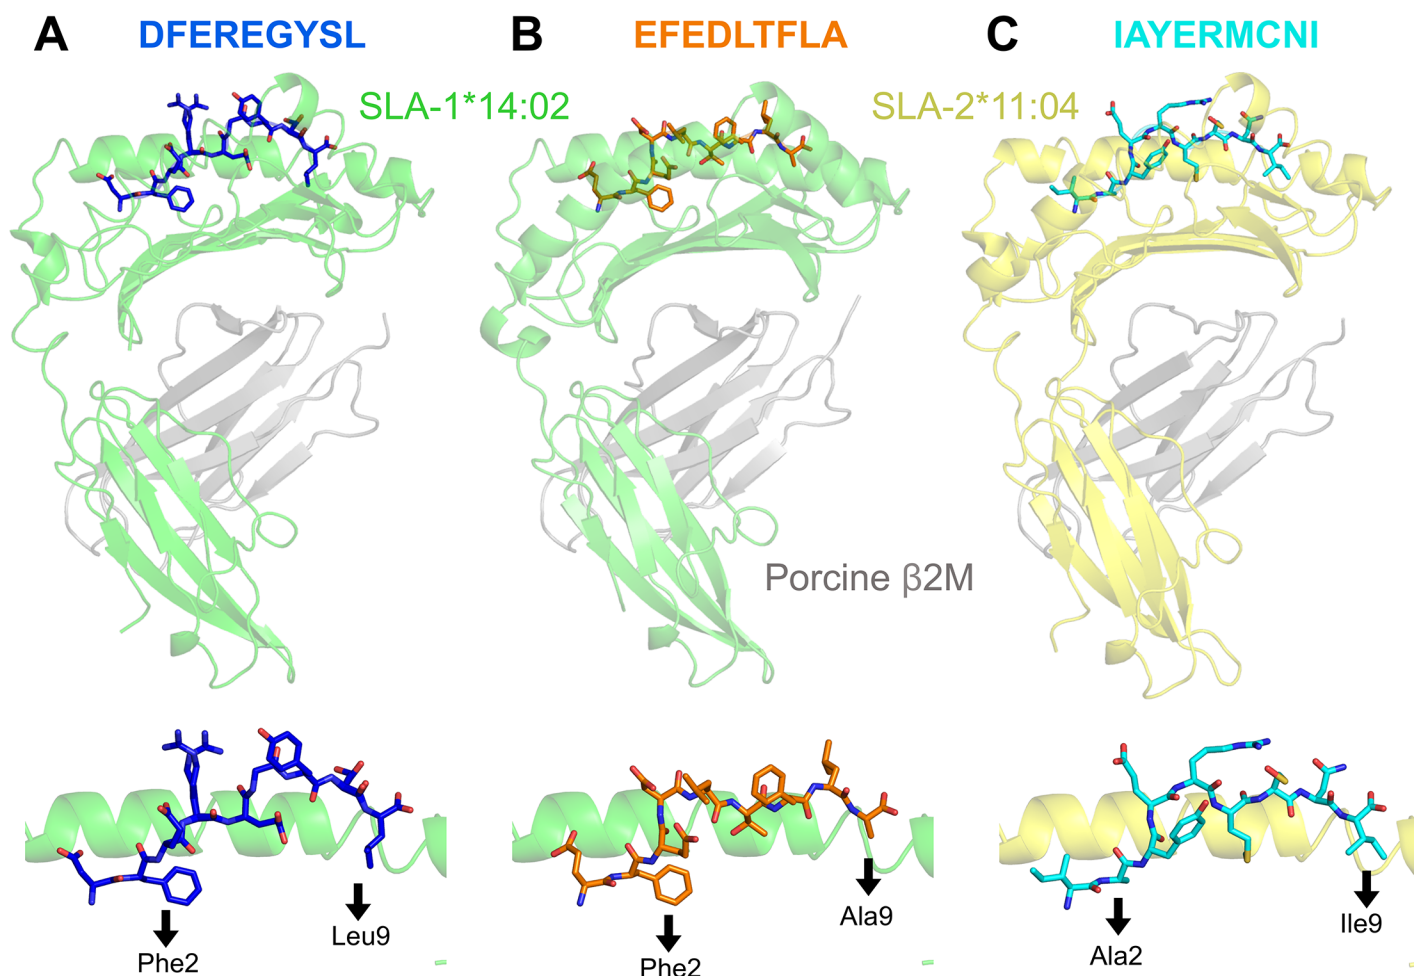 A DFEREGYSL
B EFEDLTFLA
C IAYERMCNI
SLA-1*14:02
SLA-2*11:04
Porcine β2M
Phe2
Leu9
Phe2
Ala9
Ala2
Ile9